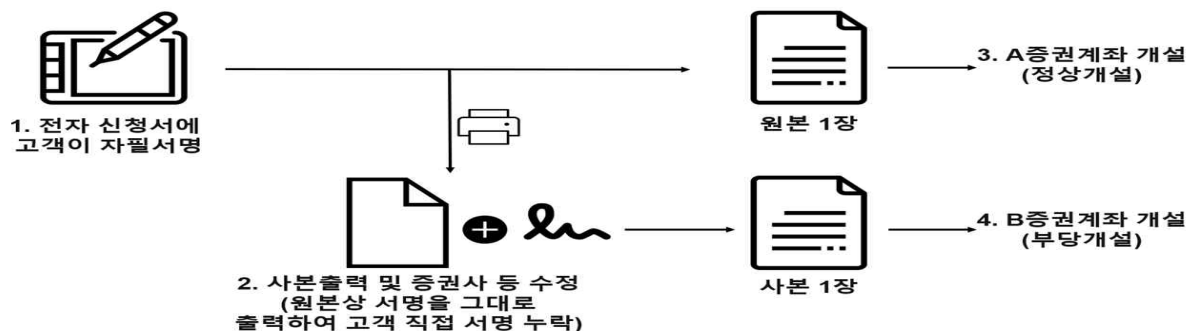 1. 전자 신청서에
고객이 자필서명
원본 1장
3. A증권계좌 개설
(정상개설)
2. 사본출력 및 증권사 등 수정
(원본상 서명을 그대로
출력하여 고객 직접 서명 누락)
사본 1장
4. B증권계좌 개설
(부당개설)